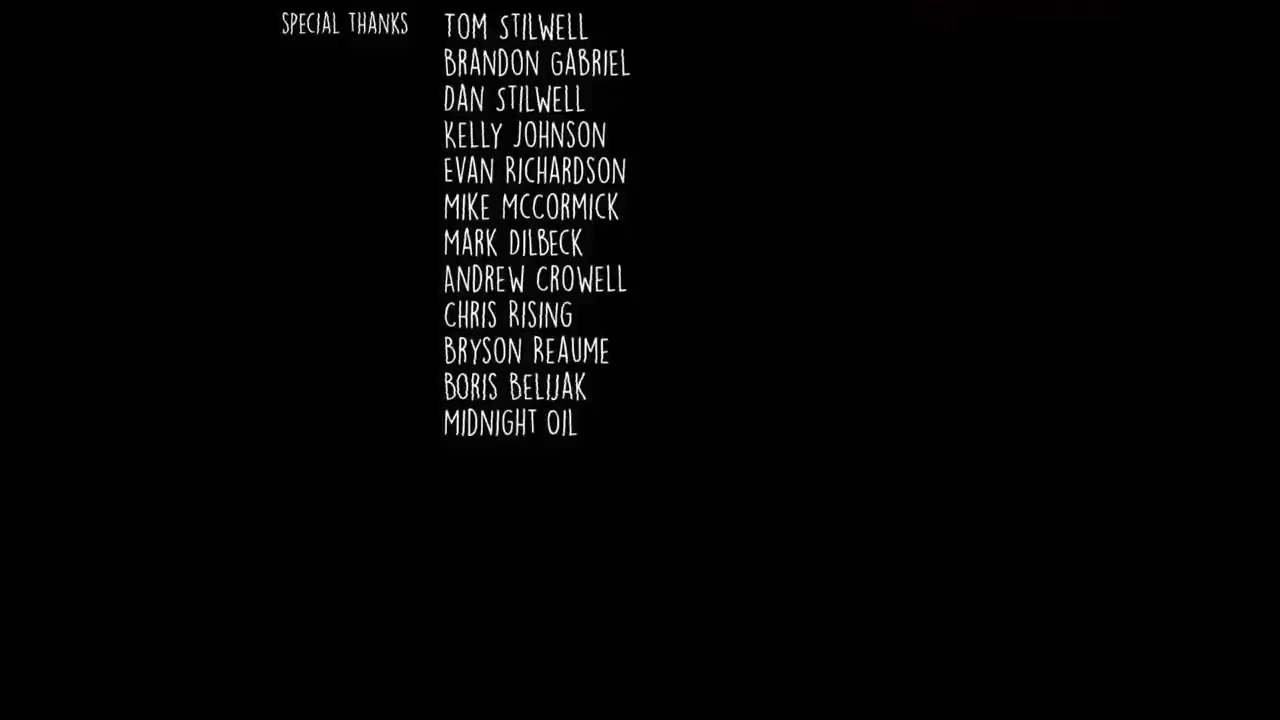 SPECIAL THANKS TOM STILWELL
BRANDON GABRIEL
DAN STILWELL
KELLY JOHNSON
EVAN RICHARDSON
MIKE MCCORMICK
MARK DILBECK
ANDREW CROWELL
CHRIS RISING
BRYSON REAUME
BORIS BELIJAK
MIDNIGHT OIL